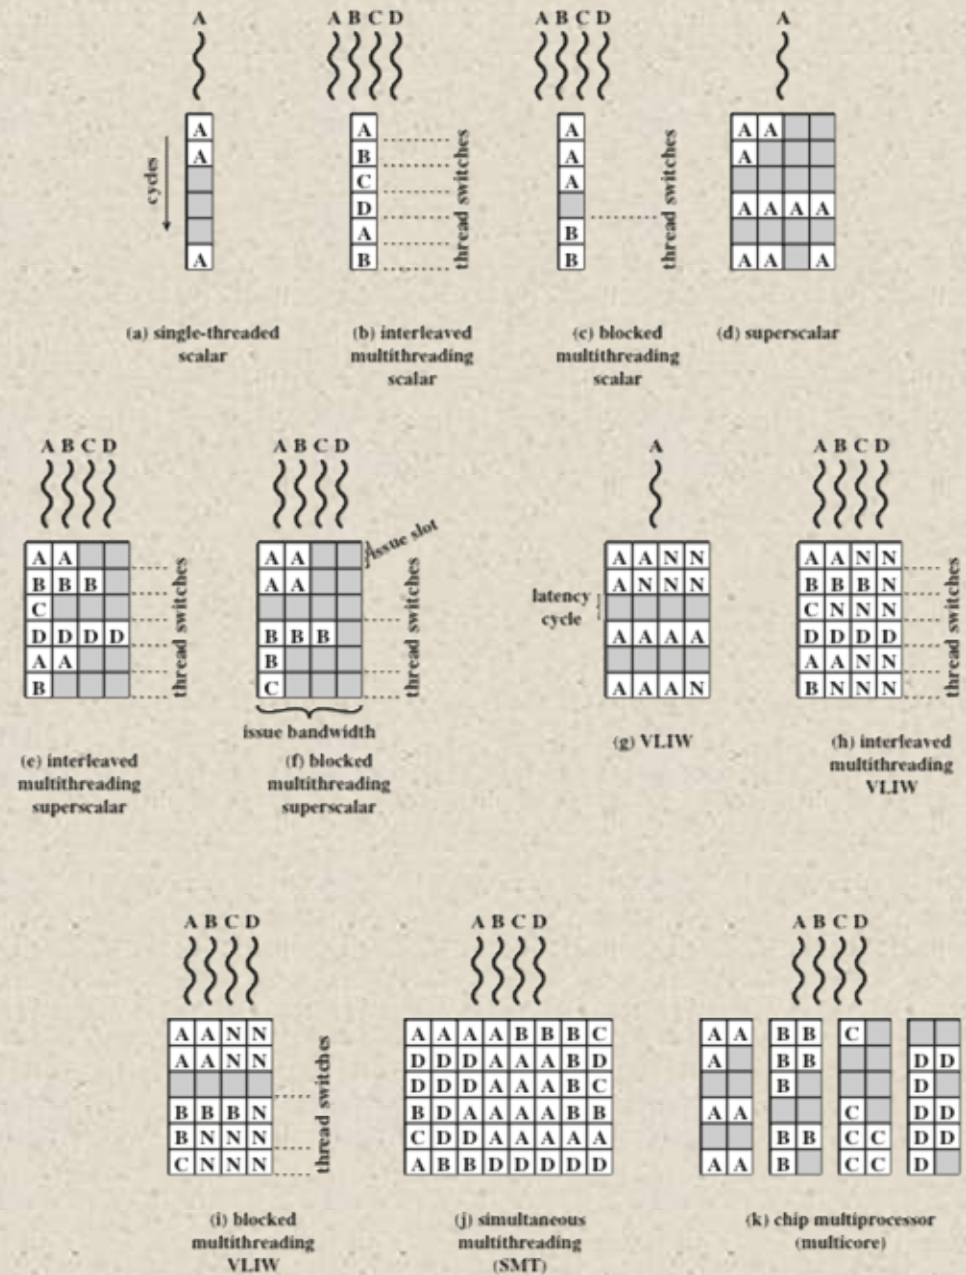 A
A B C D
A B C D
A
cycles
A
A
A
A
B
C
D
A
B
thread switches
A
A
A
B
B
thread switches
A A
A
A A A A
A A A
(a) single-threaded
scalar
(b) interleaved
multithreading
scalar
(c) blocked
multithreading
scalar
(d) superscalar
A B C D
A B C D
A
A B C D
A A
B B B
C
D D D D
A A
B
thread switches
(e) interleaved
multithreading
superscalar
issue slot
A A
A A
B B B
B
C
thread switches
issue bandwidth
(f) blocked
multithreading
superscalar
latency
cycle
A A N N
A N N N
A A A A
A A A N
(g) VLIW
A A N N
B B B N
C N N N
D D D D
A A N N
B N N N
thread switches
(h) interleaved
multithreading
VLIW
A B C D
A B C D
A B C D
A A N N
A A N N
B B B N
B N N N
C N N N
thread switches
(i) blocked
multithreading
VLIW
A A A A B B B C
D D D A A A B D
D D D A A A B C
B D A A A A B B
C D D A A A A A
A B B D D D D D
(j) simultaneous
multithreading
(SMT)
A A B B C
A B B D D
B D
A A C D D
B B C C D D
A A B C C D
(k) chip multiprocessor
(multicore)